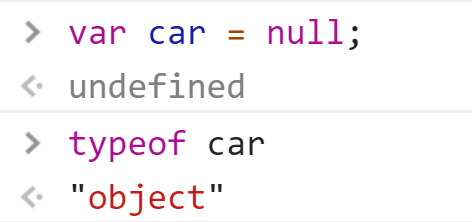 > var car = null;
undefined
> typeof car
"object"